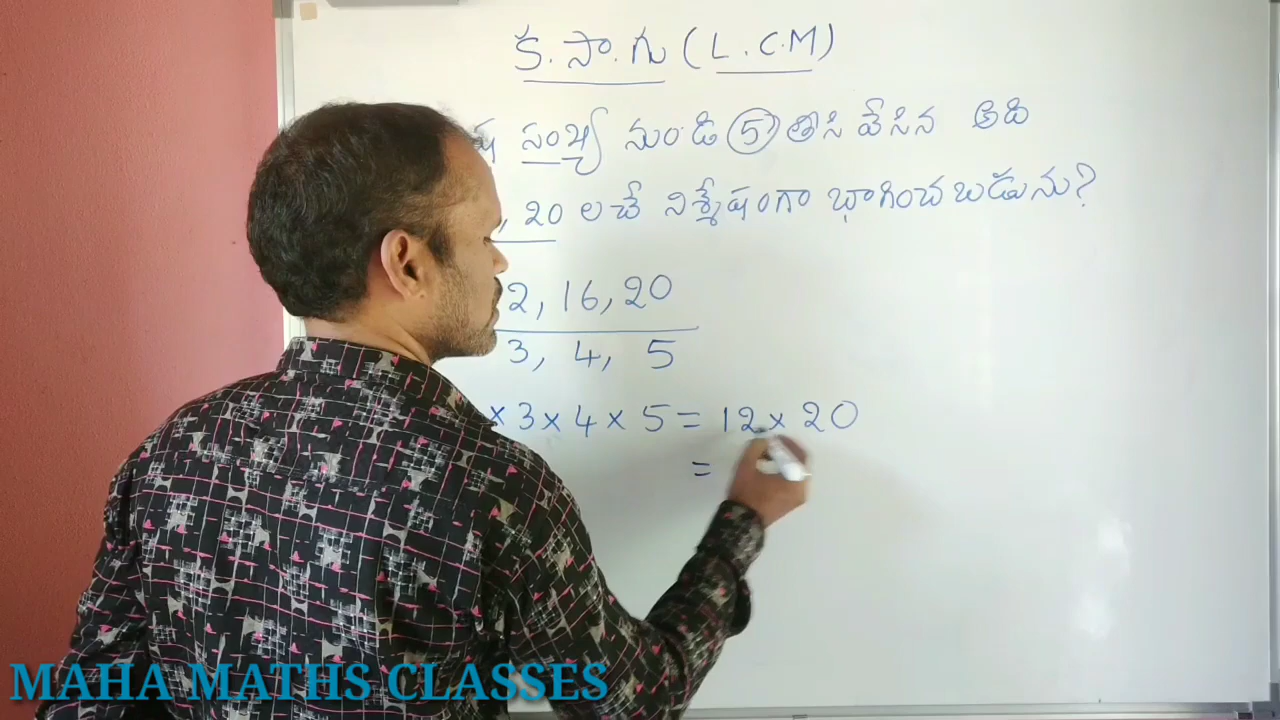 క. సా. గు ( L . C . M )
సంఖ్య నుండి 5 తీసి వేసిన అది
, 20 లచే నిశ్శేషంగా భాగించబడును?
2, 16, 20
3, 4, 5
× 3 × 4 × 5 = 12 × 20
=
MAHA MATHS CLASSES